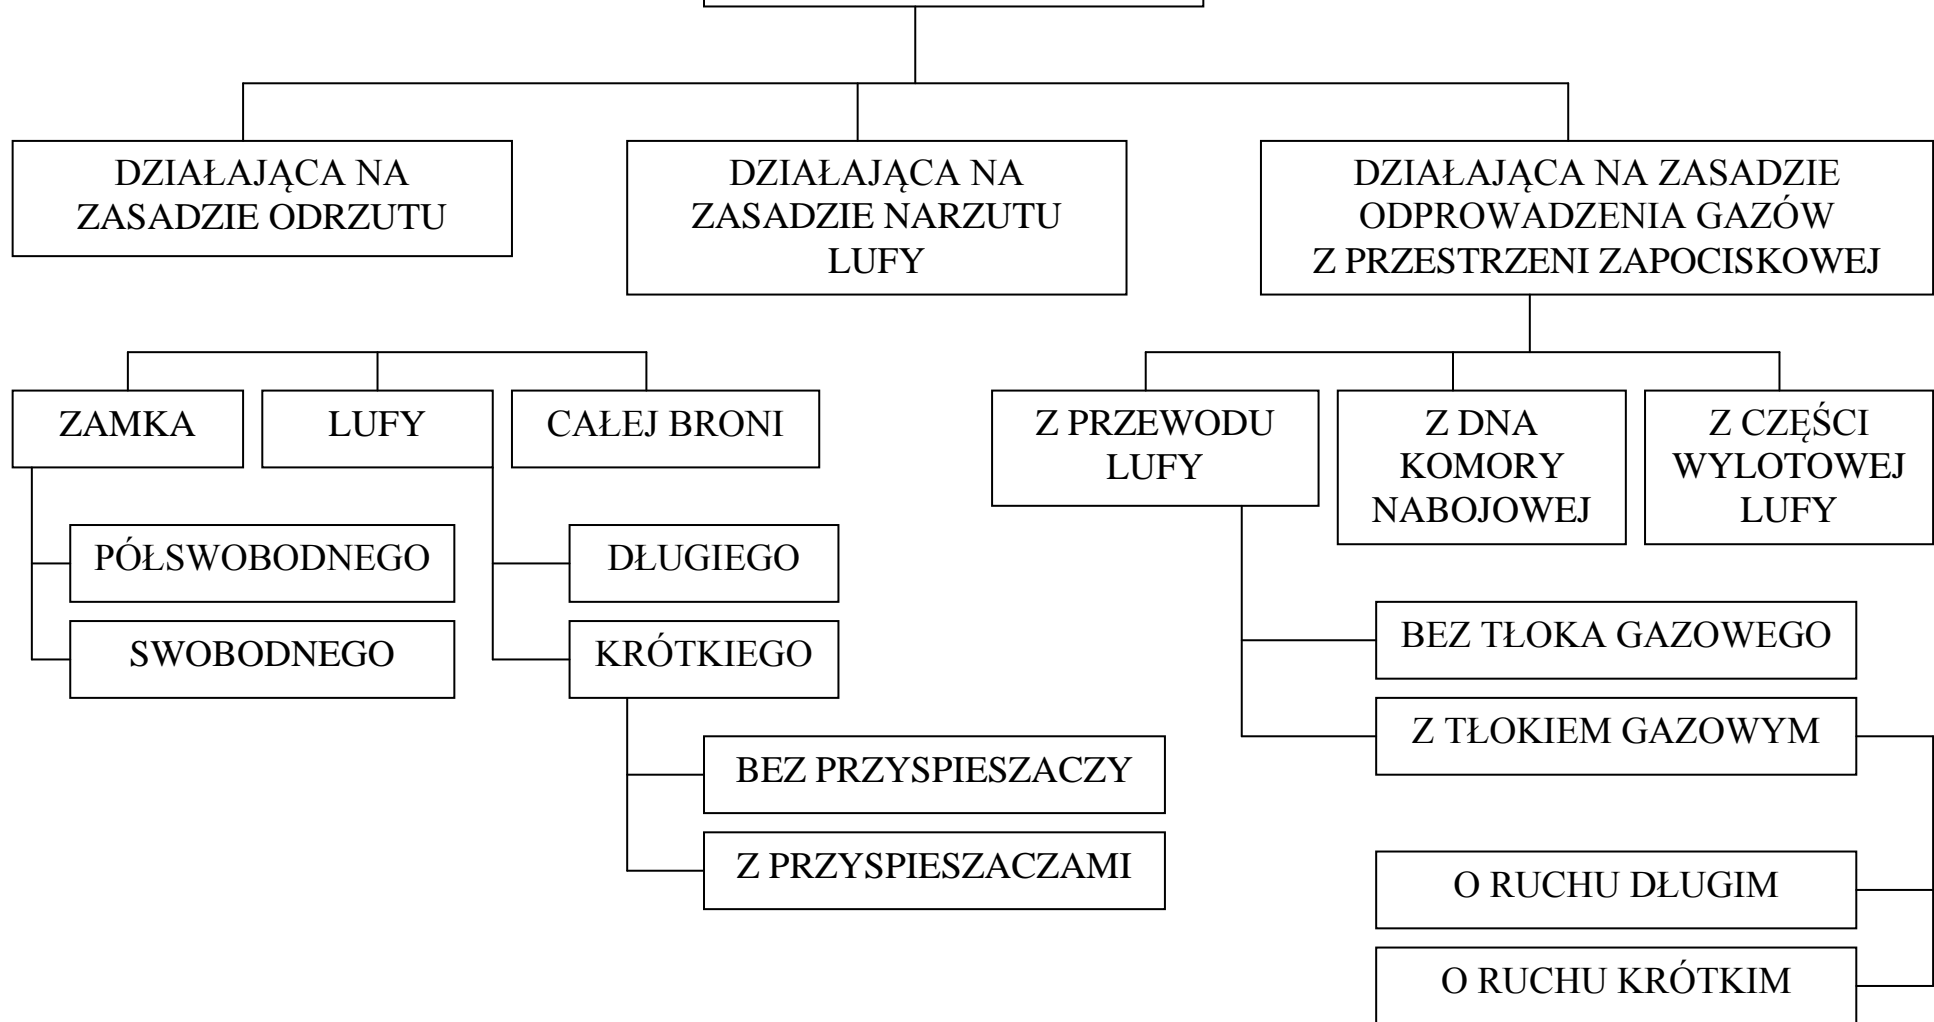 DZIAŁAJĄCA NA
ZASADZIE ODRZUTU
DZIAŁAJĄCA NA
ZASADZIE NARZUTU
LUFY
DZIAŁAJĄCA NA ZASADZIE
ODPROWADZENIA GAZÓW
Z PRZESTRZENI ZAPOCISKOWEJ
ZAMKA
LUFY
CAŁEJ BRONI
Z PRZEWODU
LUFY
Z DNA
KOMORY
NABOJOWEJ
Z CZĘŚCI
WYLOTOWEJ
LUFY
PÓŁSWOBODNEGO
SWOBODNEGO
DŁUGIEGO
KRÓTKIEGO
BEZ PRZYSPIESZACZY
Z PRZYSPIESZACZAMI
BEZ TŁOKA GAZOWEGO
Z TŁOKIEM GAZOWYM
O RUCHU DŁUGIM
O RUCHU KRÓTKIM